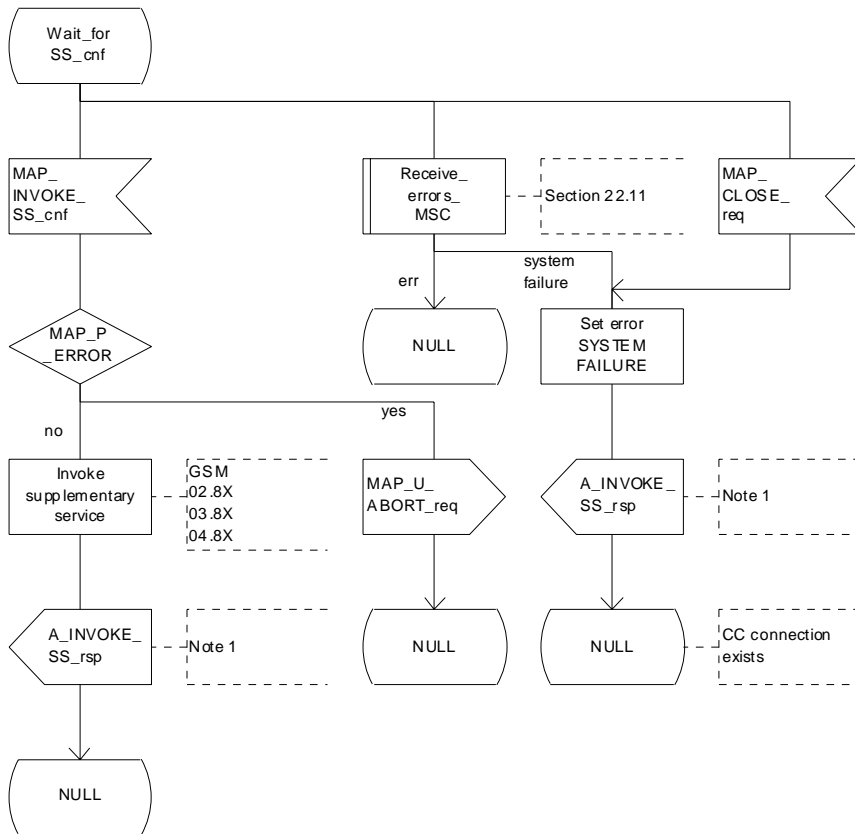 Wait_for
SS_cnf
MAP_
INVOKE_
SS_cnf
Receive_
errors_
MSC
Section 22.11
MAP_
CLOSE_
req
err
system
failure
MAP_P
_ERROR
NULL
Set error
SYSTEM
FAILURE
no
yes
Invoke
supplementary
service
GSM
02.8X
03.8X
04.8X
MAP_U_
ABORT_req
A_INVOKE_
SS_rsp
Note 1
A_INVOKE_
SS_rsp
Note 1
NULL
NULL
CC connection
exists
NULL